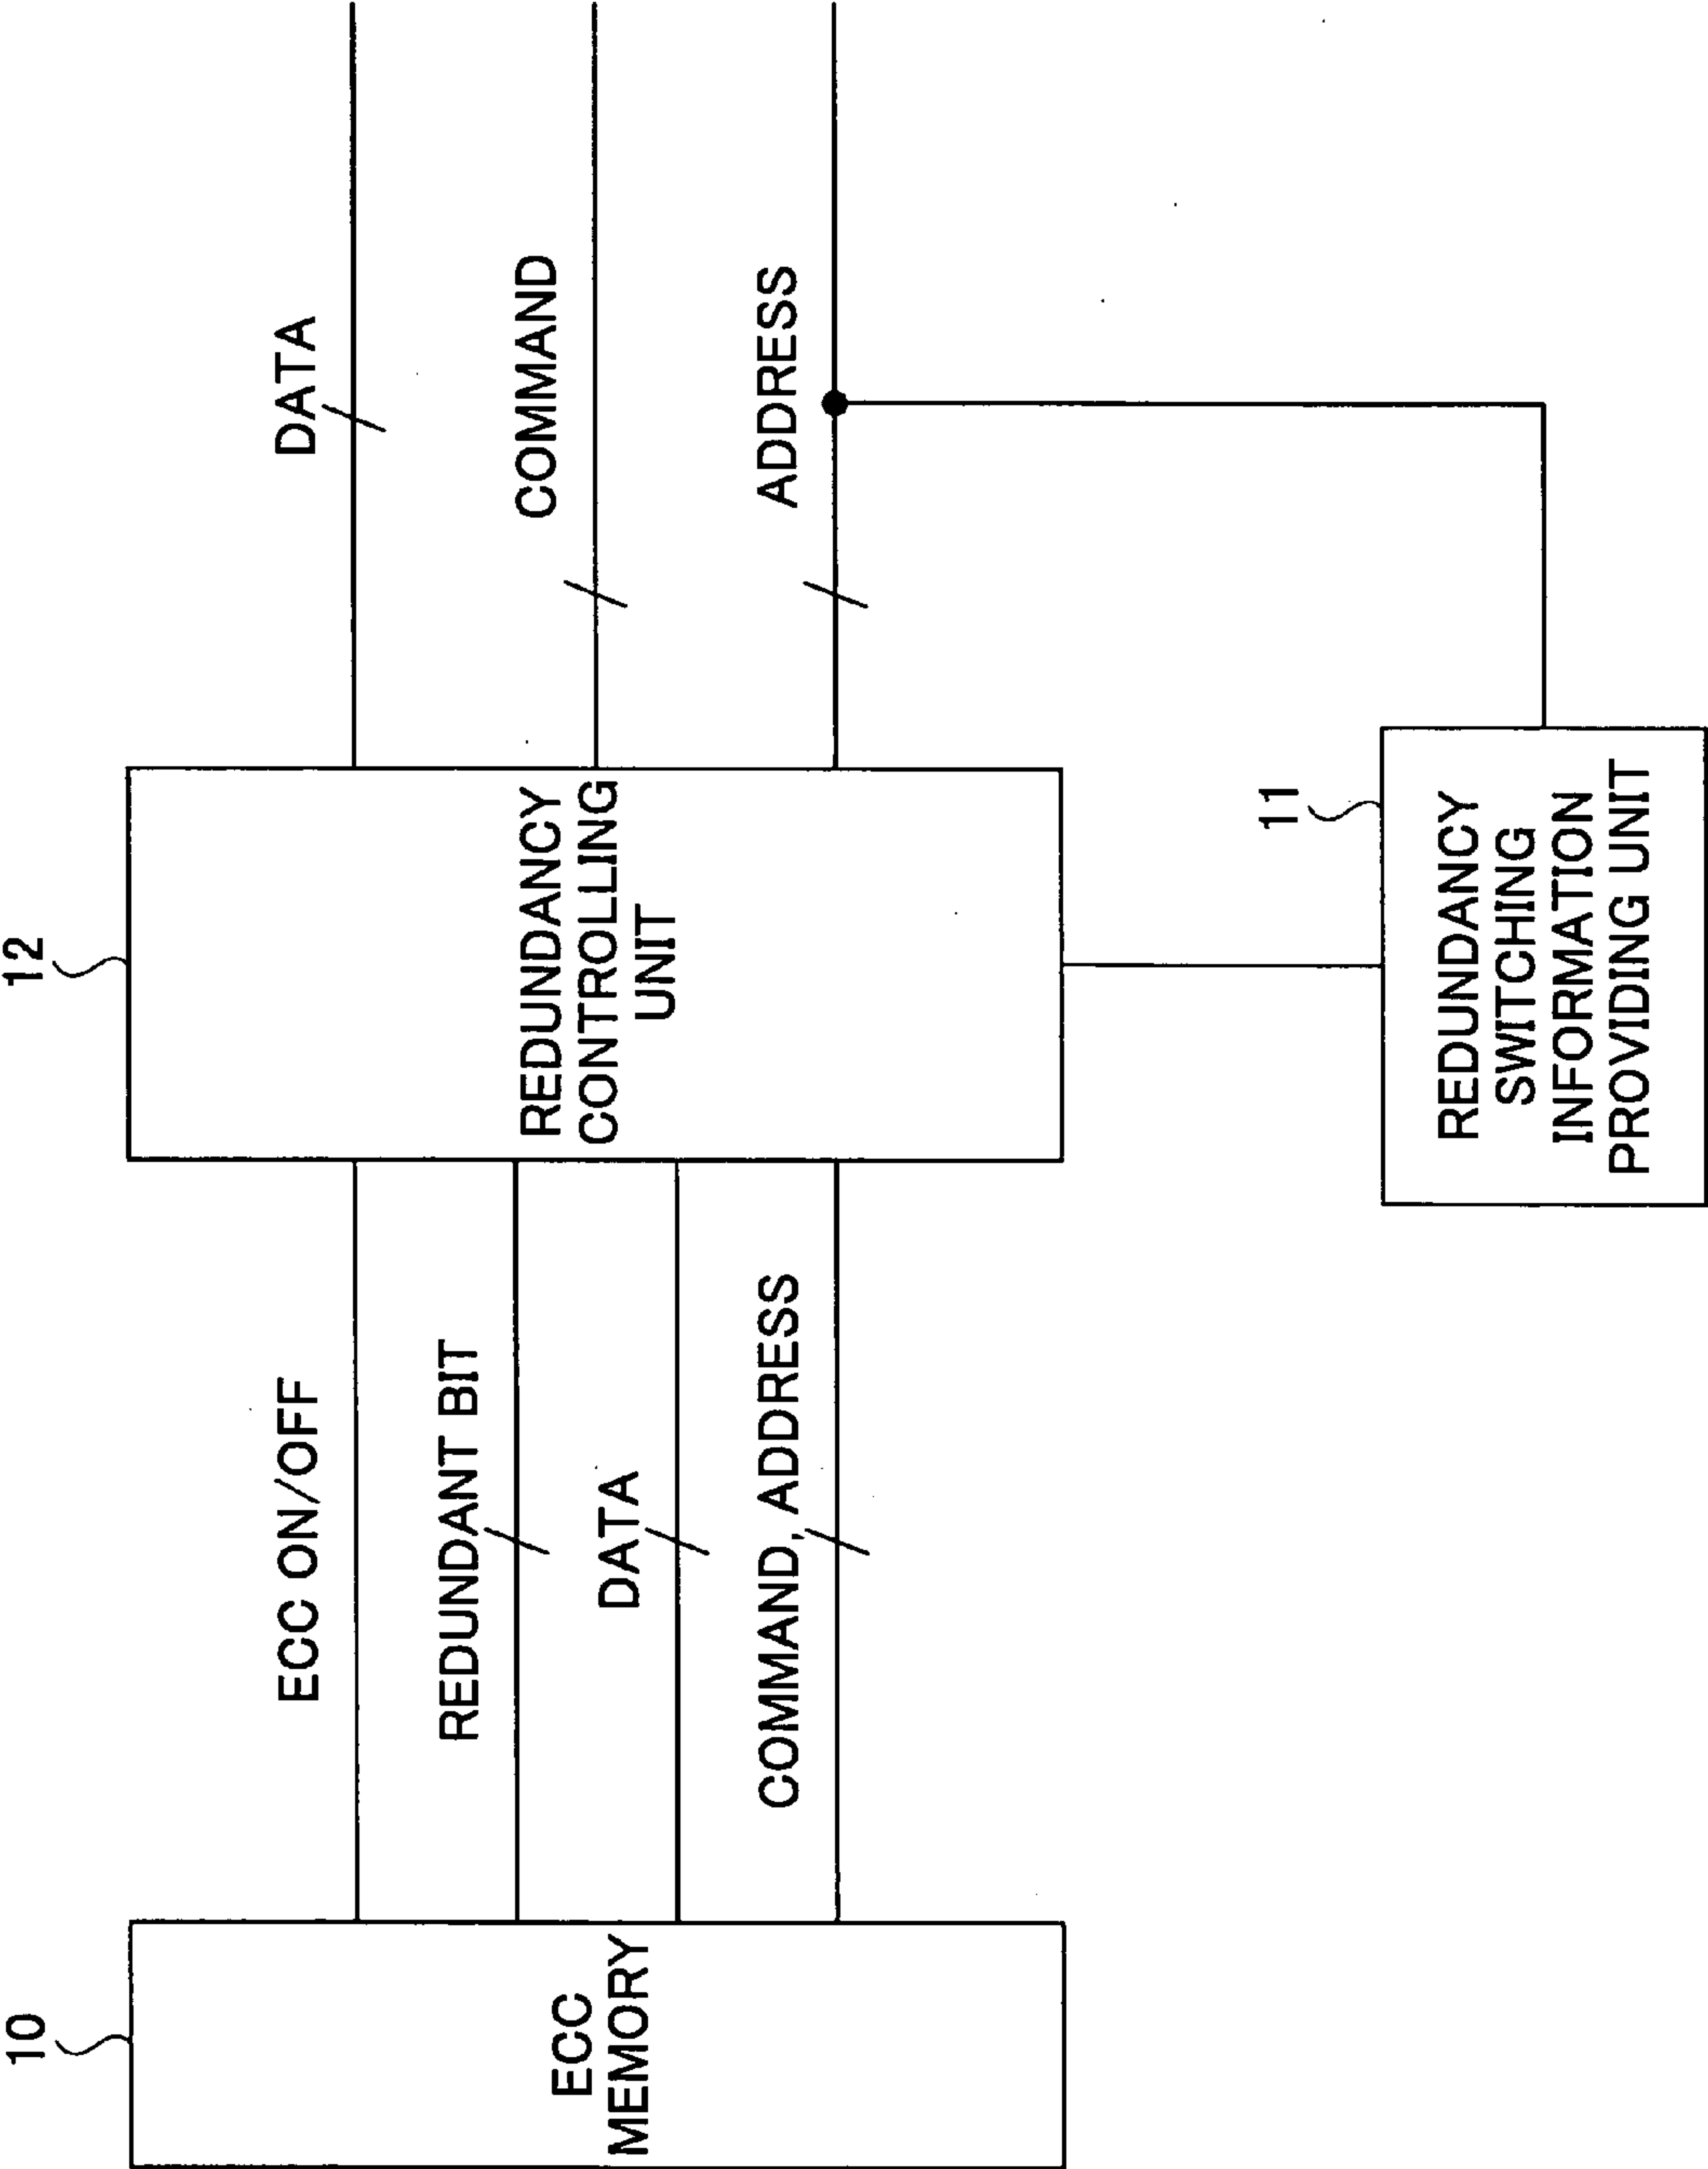 10
ECC
MEMORY
ECC ON/OFF
REDUNDANT BIT
DATA
COMMAND, ADDRESS
12
REDUNDANCY
CONTROLLING
UNIT
11
REDUNDANCY
SWITCHING
INFORMATION
PROVIDING UNIT
DATA
COMMAND
ADDRESS